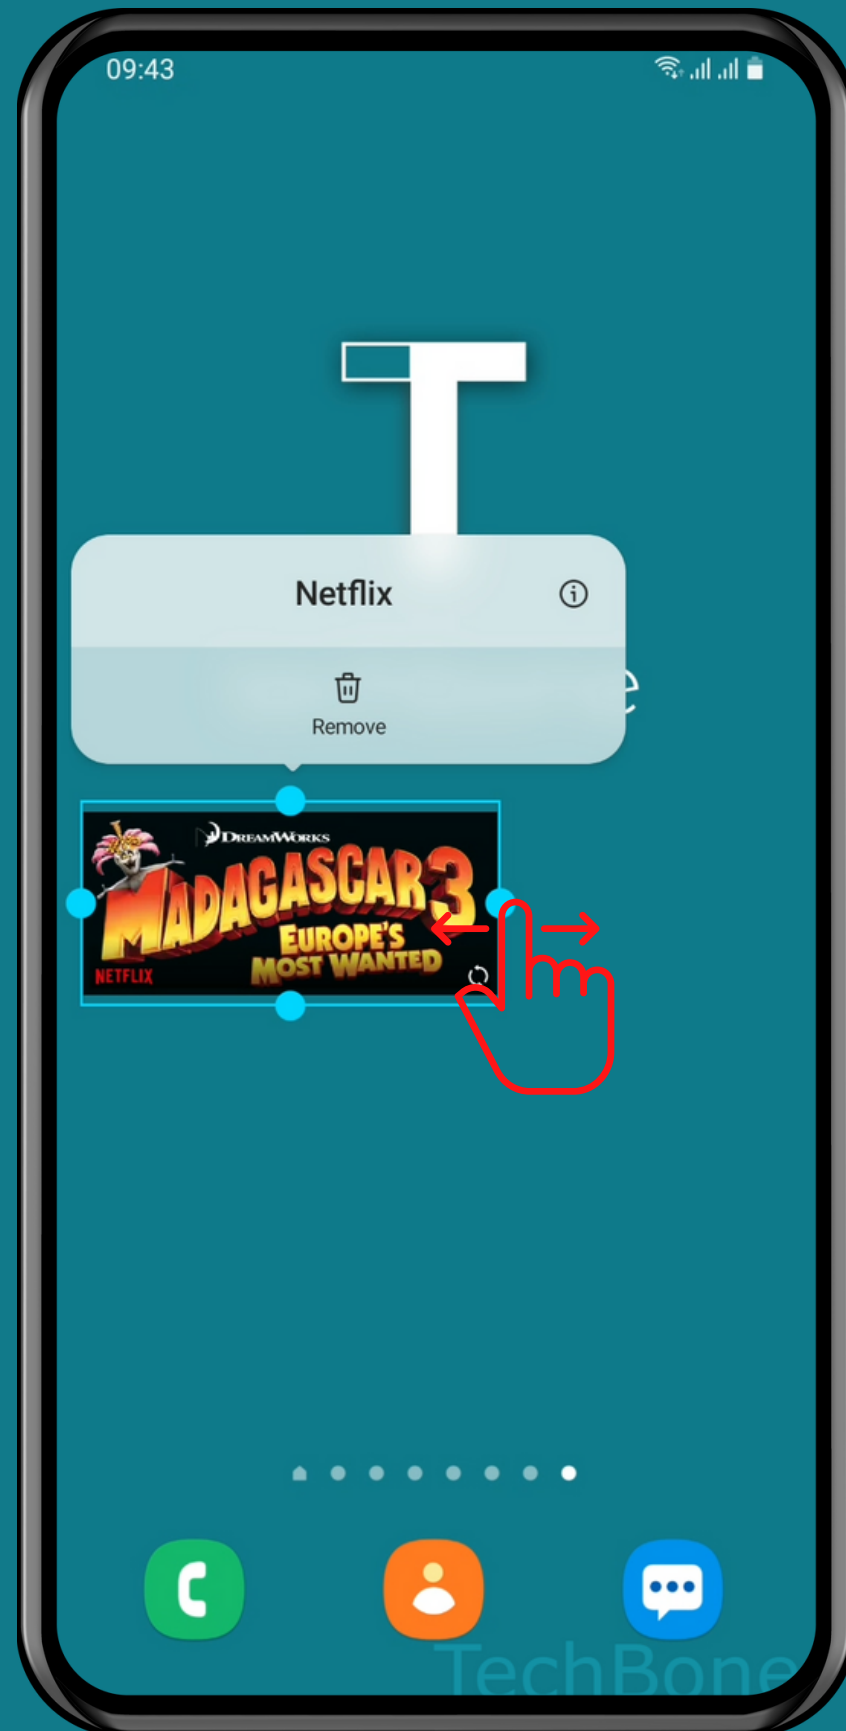 09:43
T
Netflix
e
Remove
DreamWorks
MADAGASCAR 3
EUROPE'S
MOST WANTED
NETFLIX
TechBone